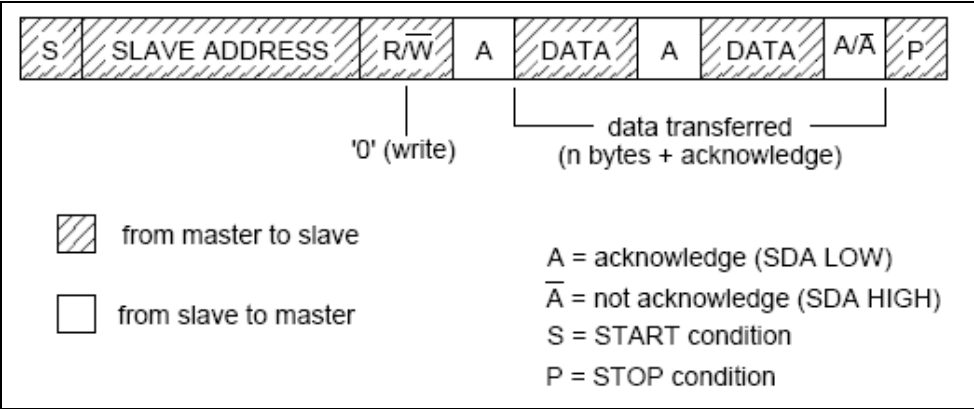 S SLAVE ADDRESS R/W̅ A DATA A DATA A/A̅ P
data transferred
'0' (write) (n bytes + acknowledge)
from master to slave
A = acknowledge (SDA LOW)
A̅ = not acknowledge (SDA HIGH)
from slave to master
S = START condition
P = STOP condition